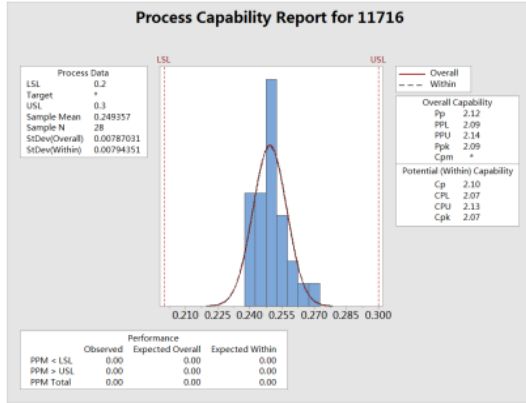 Process Capability Report for 11716
LSL
USL
Process Data
LSL 0.2
Target *
USL 0.3
Sample Mean 0.249357
Sample N 28
StDev(Overall) 0.00787031
StDev(Within) 0.00794351
Overall
Within
Overall Capability
Pp 2.12
PPL 2.09
PPU 2.14
Ppk 2.09
Cpm *
Potential (Within) Capability
Cp 2.10
CPL 2.07
CPU 2.13
Cpk 2.07
0.210 0.225 0.240 0.255 0.270 0.285 0.300
Performance
Observed Expected Overall Expected Within
PPM < LSL 0.00 0.00 0.00
PPM > USL 0.00 0.00 0.00
PPM Total 0.00 0.00 0.00